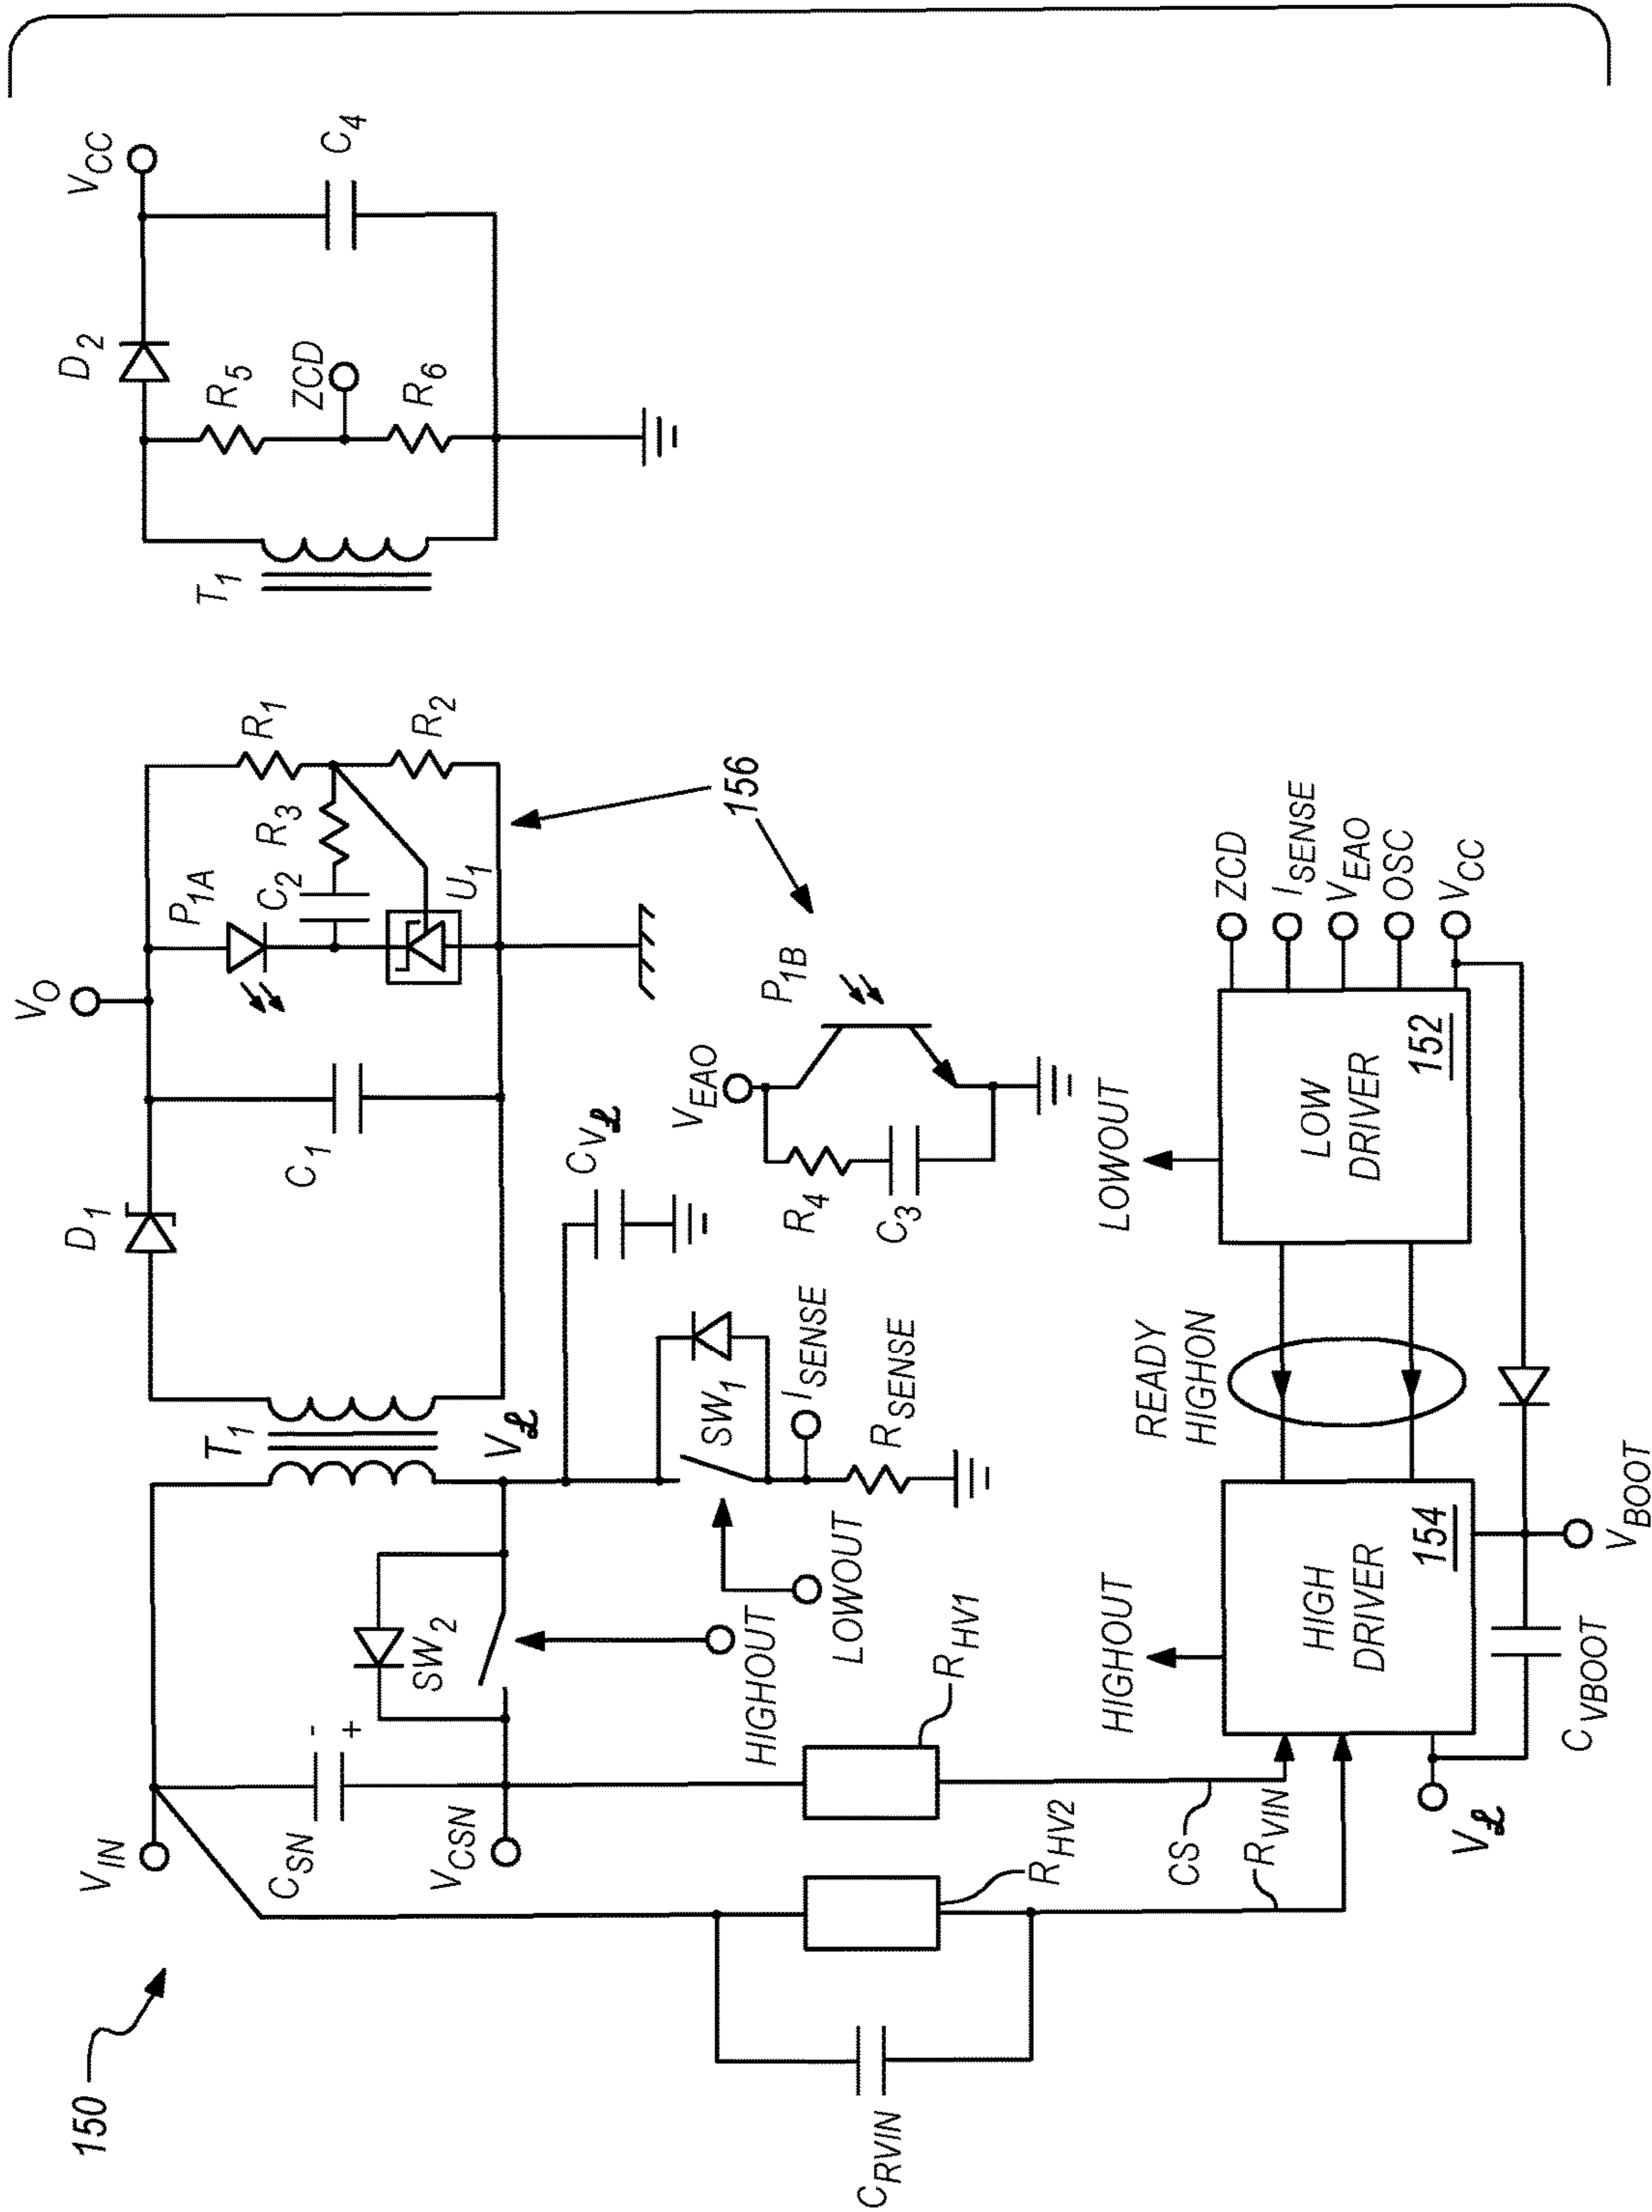 150
V_IN
C_SN
-
+
V_CSN
SW_2
HIGHOUT
T_1
V_ℒ
SW_1
LOWOUT
I_SENSE
R_SENSE
C_Vℒ
D_1
C_1
V_O
P_1A
C_2
R_3
U_1
R_1
R_2
156
T_1
D_2
R_5
ZCD
R_6
V_CC
C_4
C_RVIN
R_HV2
R_HV1
CS
R_VIN
V_EAO
P_1B
R_4
C_3
HIGHOUT
HIGH
DRIVER
154
V_ℒ
C_VBOOT
V_BOOT
READY
HIGHON
LOWOUT
LOW
DRIVER
152
ZCD
I_SENSE
V_EAO
OSC
V_CC